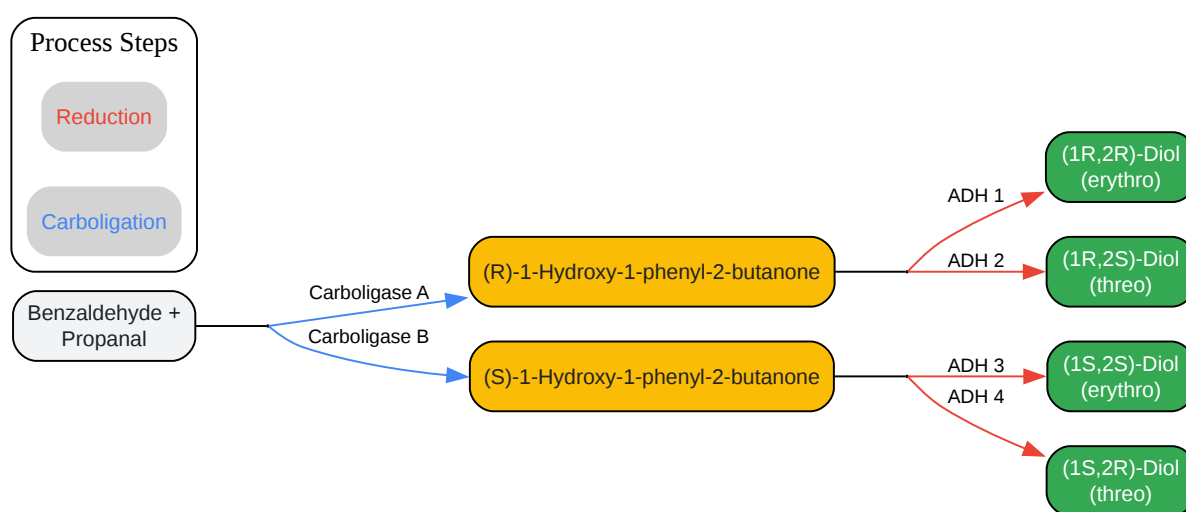 Process Steps
Reduction
Carboligation
Benzaldehyde +
Propanal
Carboligase A
Carboligase B
(R)-1-Hydroxy-1-phenyl-2-butanone
(S)-1-Hydroxy-1-phenyl-2-butanone
ADH 1
ADH 2
ADH 3
ADH 4
(1R,2R)-Diol
(erythro)
(1R,2S)-Diol
(threo)
(1S,2S)-Diol
(erythro)
(1S,2R)-Diol
(threo)